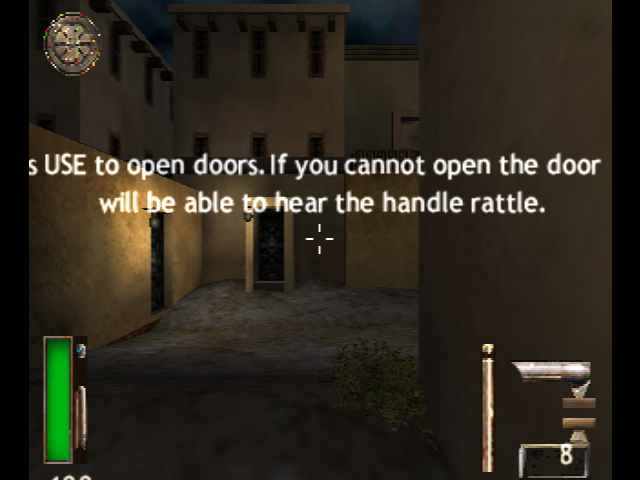 s USE to open doors. If you cannot open the door
will be able to hear the handle rattle.
8